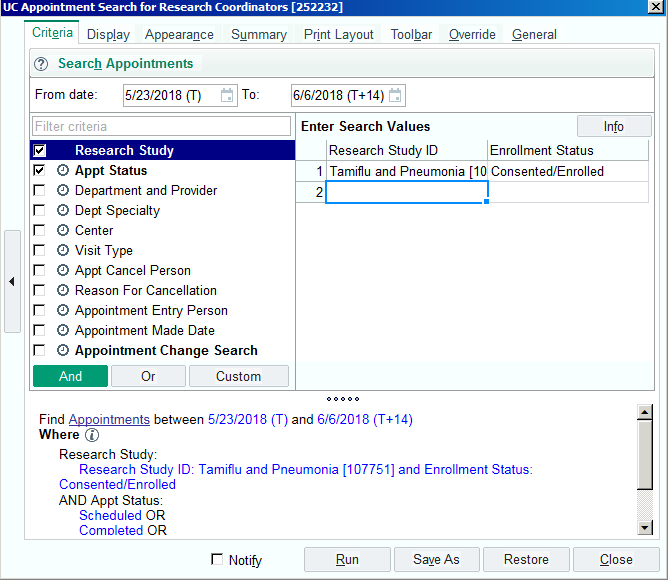 UC Appointment Search for Research Coordinators [252232]
Criteria Display Appearance Summary Print Layout Toolbar Override General
Search Appointments
From date: 5/23/2018 (T) To: 6/6/2018 (T+14)
Filter criteria
Enter Search Values Info
Research Study
Appt Status
Department and Provider
Dept Specialty
Center
Visit Type
Appt Cancel Person
Reason For Cancellation
Appointment Entry Person
Appointment Made Date
Appointment Change Search
Research Study ID Enrollment Status
1 Tamiflu and Pneumonia [10 Consented/Enrolled
2
And Or Custom
Find Appointments between 5/23/2018 (T) and 6/6/2018 (T+14)
Where
Research Study:
Research Study ID: Tamiflu and Pneumonia [107751] and Enrollment Status:
Consented/Enrolled
AND Appt Status:
Scheduled OR
Completed OR
Notify Run Save As Restore Close